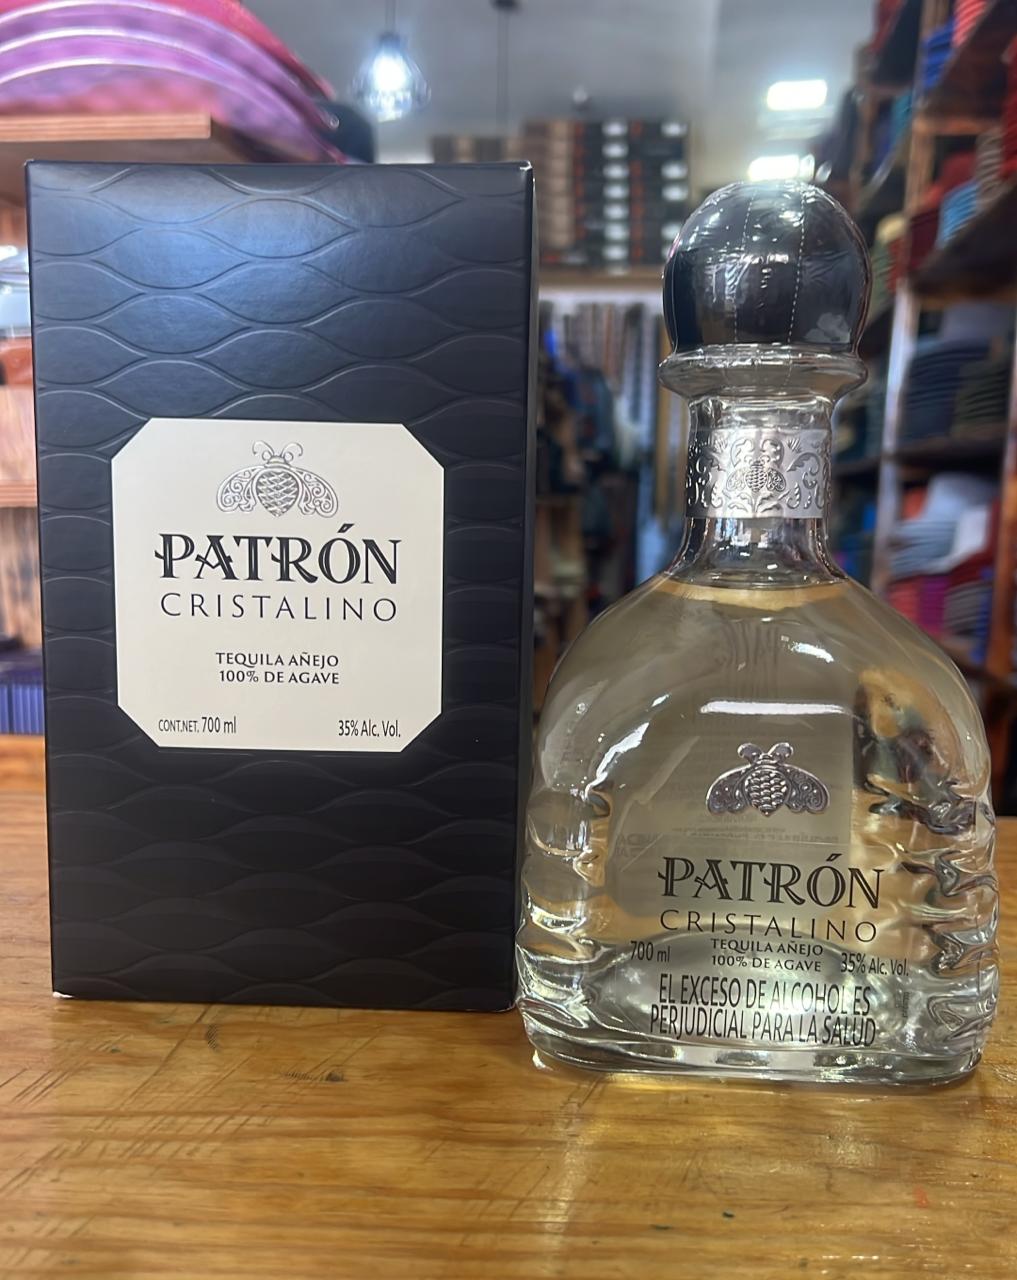 PATRÓN
CRISTALINO
TEQUILA AÑEJO
100% DE AGAVE
CONT.NET. 700 ml 35% Alc. Vol.
PATRÓN
CRISTALINO
TEQUILA AÑEJO
700 ml 100% DE AGAVE 35% Alc. Vol.
EL EXCESO DE ALCOHOL ES
PERJUDICIAL PARA LA SALUD